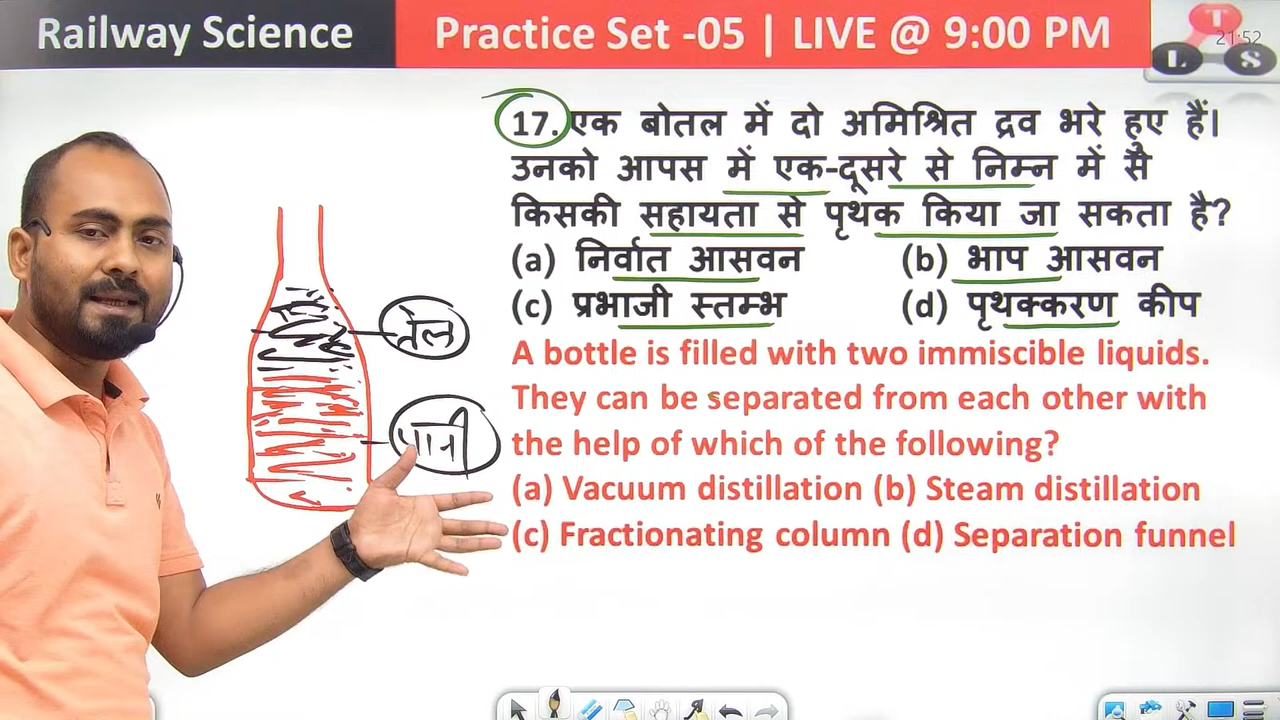 Railway Science
Practice Set -05 | LIVE @ 9:00 PM
T
L S
21:52
17. एक बोतल में दो अमिश्रित द्रव भरे हुए हैं।
उनको आपस में एक-दूसरे से निम्न में से
किसकी सहायता से पृथक किया जा सकता है?
(a) निर्वात आसवन (b) भाप आसवन
(c) प्रभाजी स्तम्भ (d) पृथक्करण कीप
तेल
पानी
A bottle is filled with two immiscible liquids.
They can be separated from each other with
the help of which of the following?
(a) Vacuum distillation (b) Steam distillation
(c) Fractionating column (d) Separation funnel